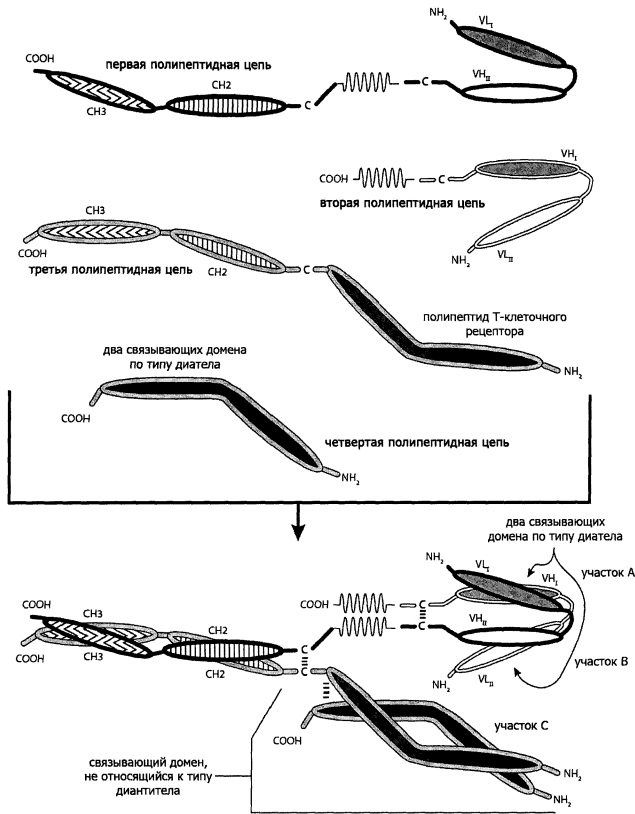 NH2
VLI
COOH
первая полипептидная цепь
CH2
C
C
VHII
CH3
VHI
COOH
C
вторая полипептидная цепь
CH3
VLII
NH2
COOH
третья полипептидная цепь
CH2
C
полипептид Т-клеточного
рецептора
два связывающих домена
по типу диатела
NH2
COOH
четвертая полипептидная цепь
NH2
два связывающих
домена по типу диатела
NH2
VLI
VHI
участок A
COOH
CH3
COOH
C
CH2
VHII
C
COOH
CH3
C
участок B
CH2
C
NH2
VLII
участок C
COOH
связывающий домен,
не относящийся к типу
диантитела
NH2
NH2